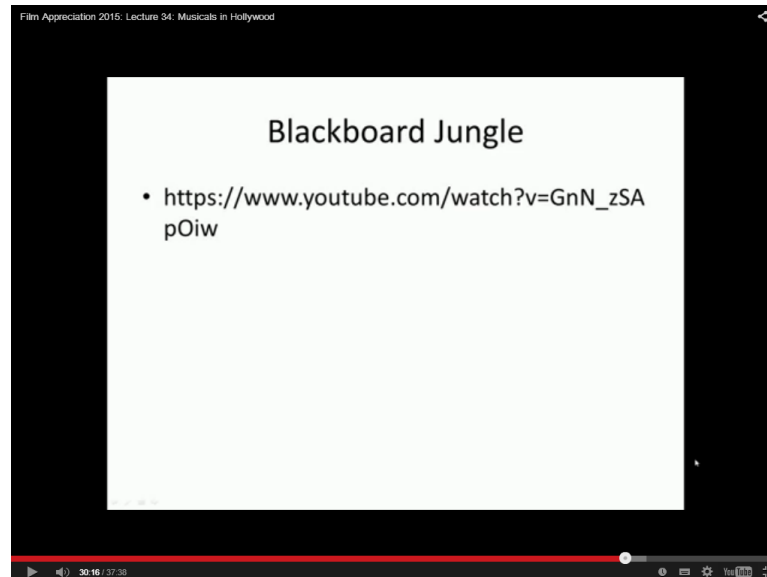 Film Appreciation 2015: Lecture 34: Musicals in Hollywood
Blackboard Jungle
• https://www.youtube.com/watch?v=GnN_zSA
pOiw
30:16 / 37:38
YouTube